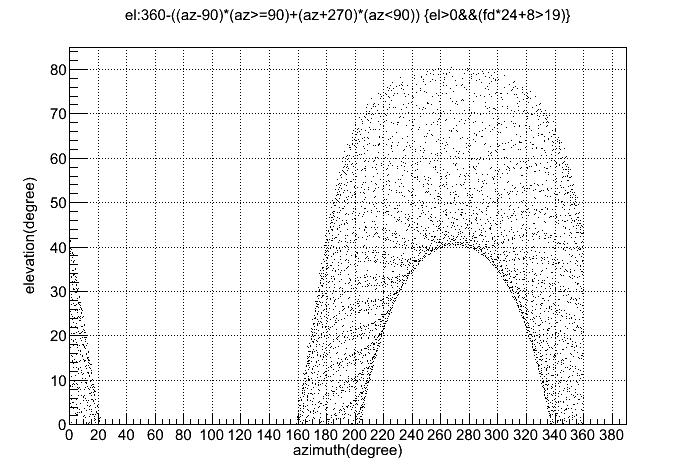 el:360-((az-90)*(az>=90)+(az+270)*(az<90)) {el>0&&(fd*24+8>19)}
80
70
60
50
40
30
20
10
0
elevation(degree)
0 20 40 60 80 100 120 140 160 180 200 220 240 260 280 300 320 340 360 380
azimuth(degree)